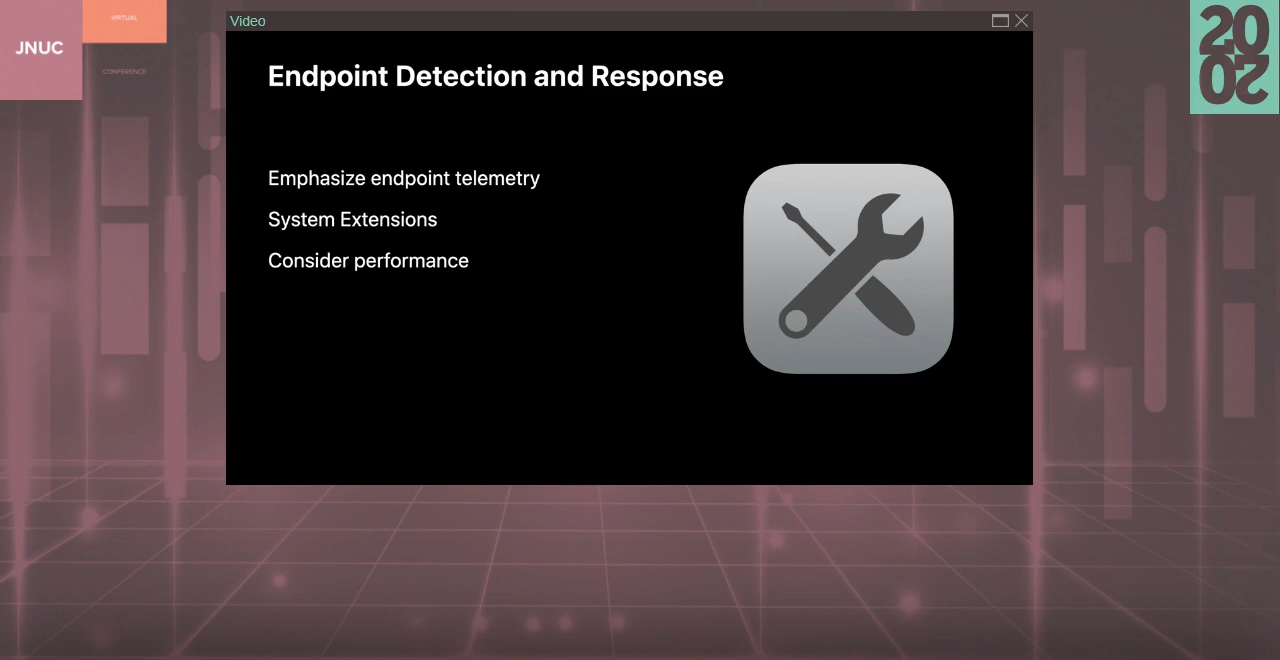 JNUC
VIRTUAL
CONFERENCE
Video
20
20
Endpoint Detection and Response
Emphasize endpoint telemetry
System Extensions
Consider performance